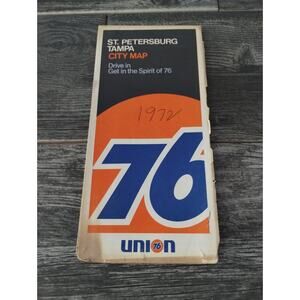 ST. PETERSBURG
TAMPA
CITY MAP
Drive in
Get in the Spirit of 76
1972
76
union
76